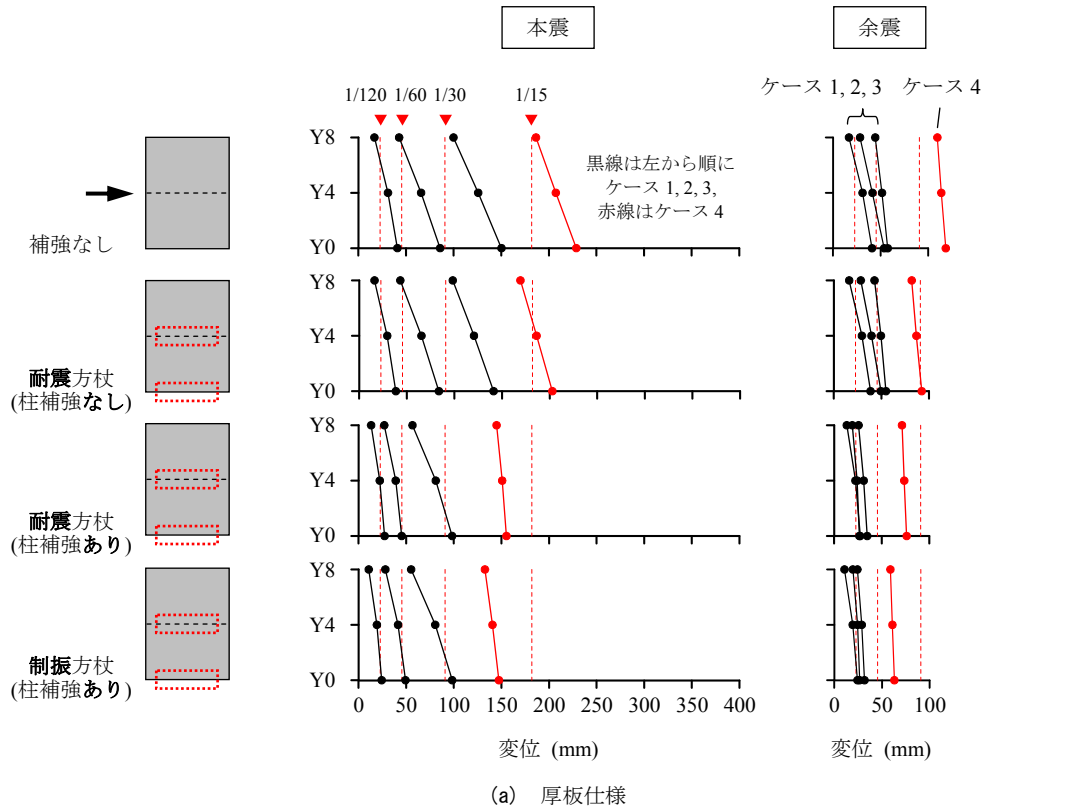 本震
余震
1/120 1/60 1/30 1/15
ケース 1, 2, 3 ケース 4
Y8
Y4
Y0
補強なし
黒線は左から順に
ケース 1, 2, 3,
赤線はケース 4
Y8
Y4
Y0
耐震方杖
(柱補強なし)
Y8
Y4
Y0
耐震方杖
(柱補強あり)
Y8
Y4
Y0
制振方杖
(柱補強あり)
0 50 100 150 200 250 300 350 400
0 50 100
変位 (mm)
変位 (mm)
(a) 厚板仕様